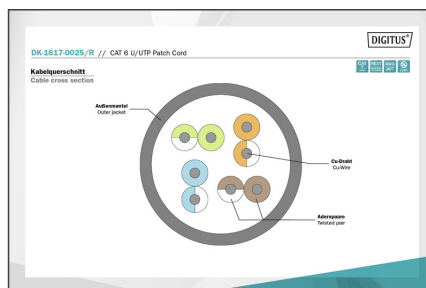 DIGITUS®
DK-1617-0025/R // CAT 6 U/UTP Patch Cord
Kabelquerschnitt
Cable cross section
Außenmantel
Outer jacket
Cu-Draht
Cu-Wire
Adernpaare
Twisted pair